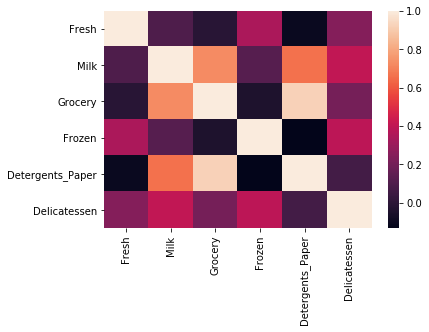 Fresh
Milk
Grocery
Frozen
Detergents_Paper
Delicatessen
Fresh
Milk
Grocery
Frozen
Detergents_Paper
Delicatessen
1.0
0.8
0.6
0.4
0.2
0.0